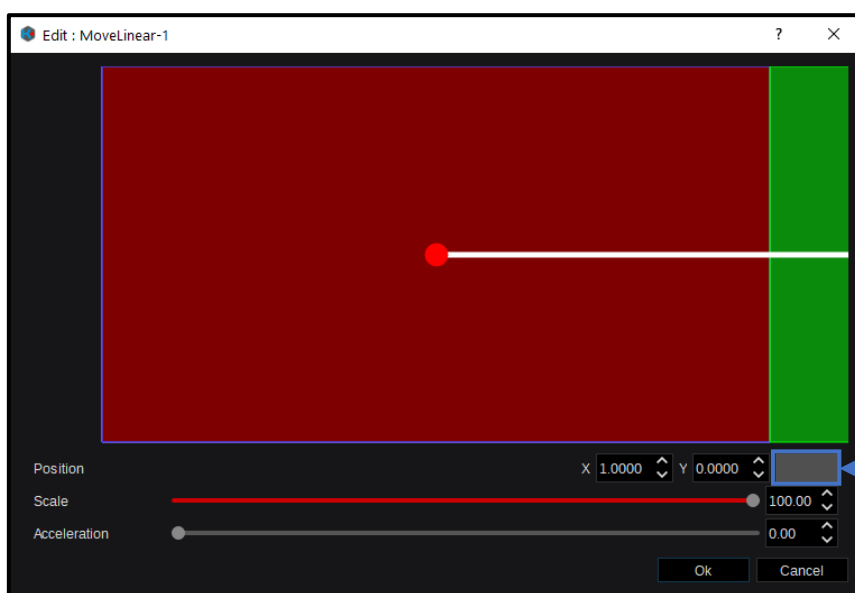 Edit : MoveLinear-1 ?
Position X 1.0000 Y 0.0000
Scale 100.00
Acceleration 0.00
Ok Cancel